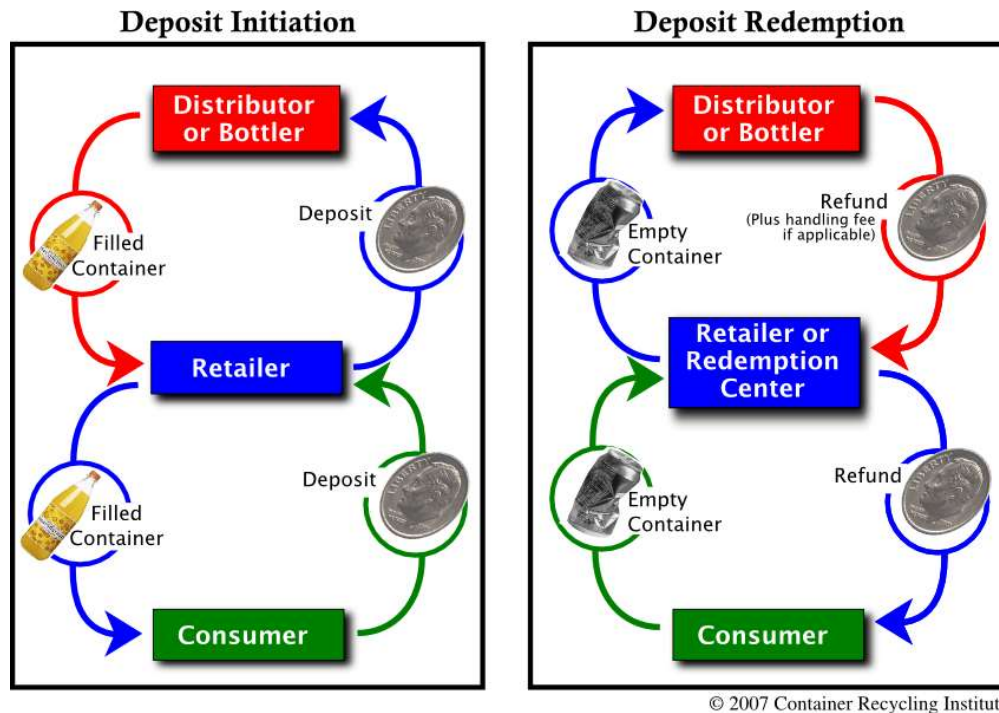 Deposit Initiation
Distributor
or Bottler
Deposit
Filled
Container
Retailer
Deposit
Filled
Container
Consumer
Deposit Redemption
Distributor
or Bottler
Refund
(Plus handling fee
if applicable)
Empty
Container
Retailer or
Redemption
Center
Refund
Empty
Container
Consumer
© 2007 Container Recycling Institut